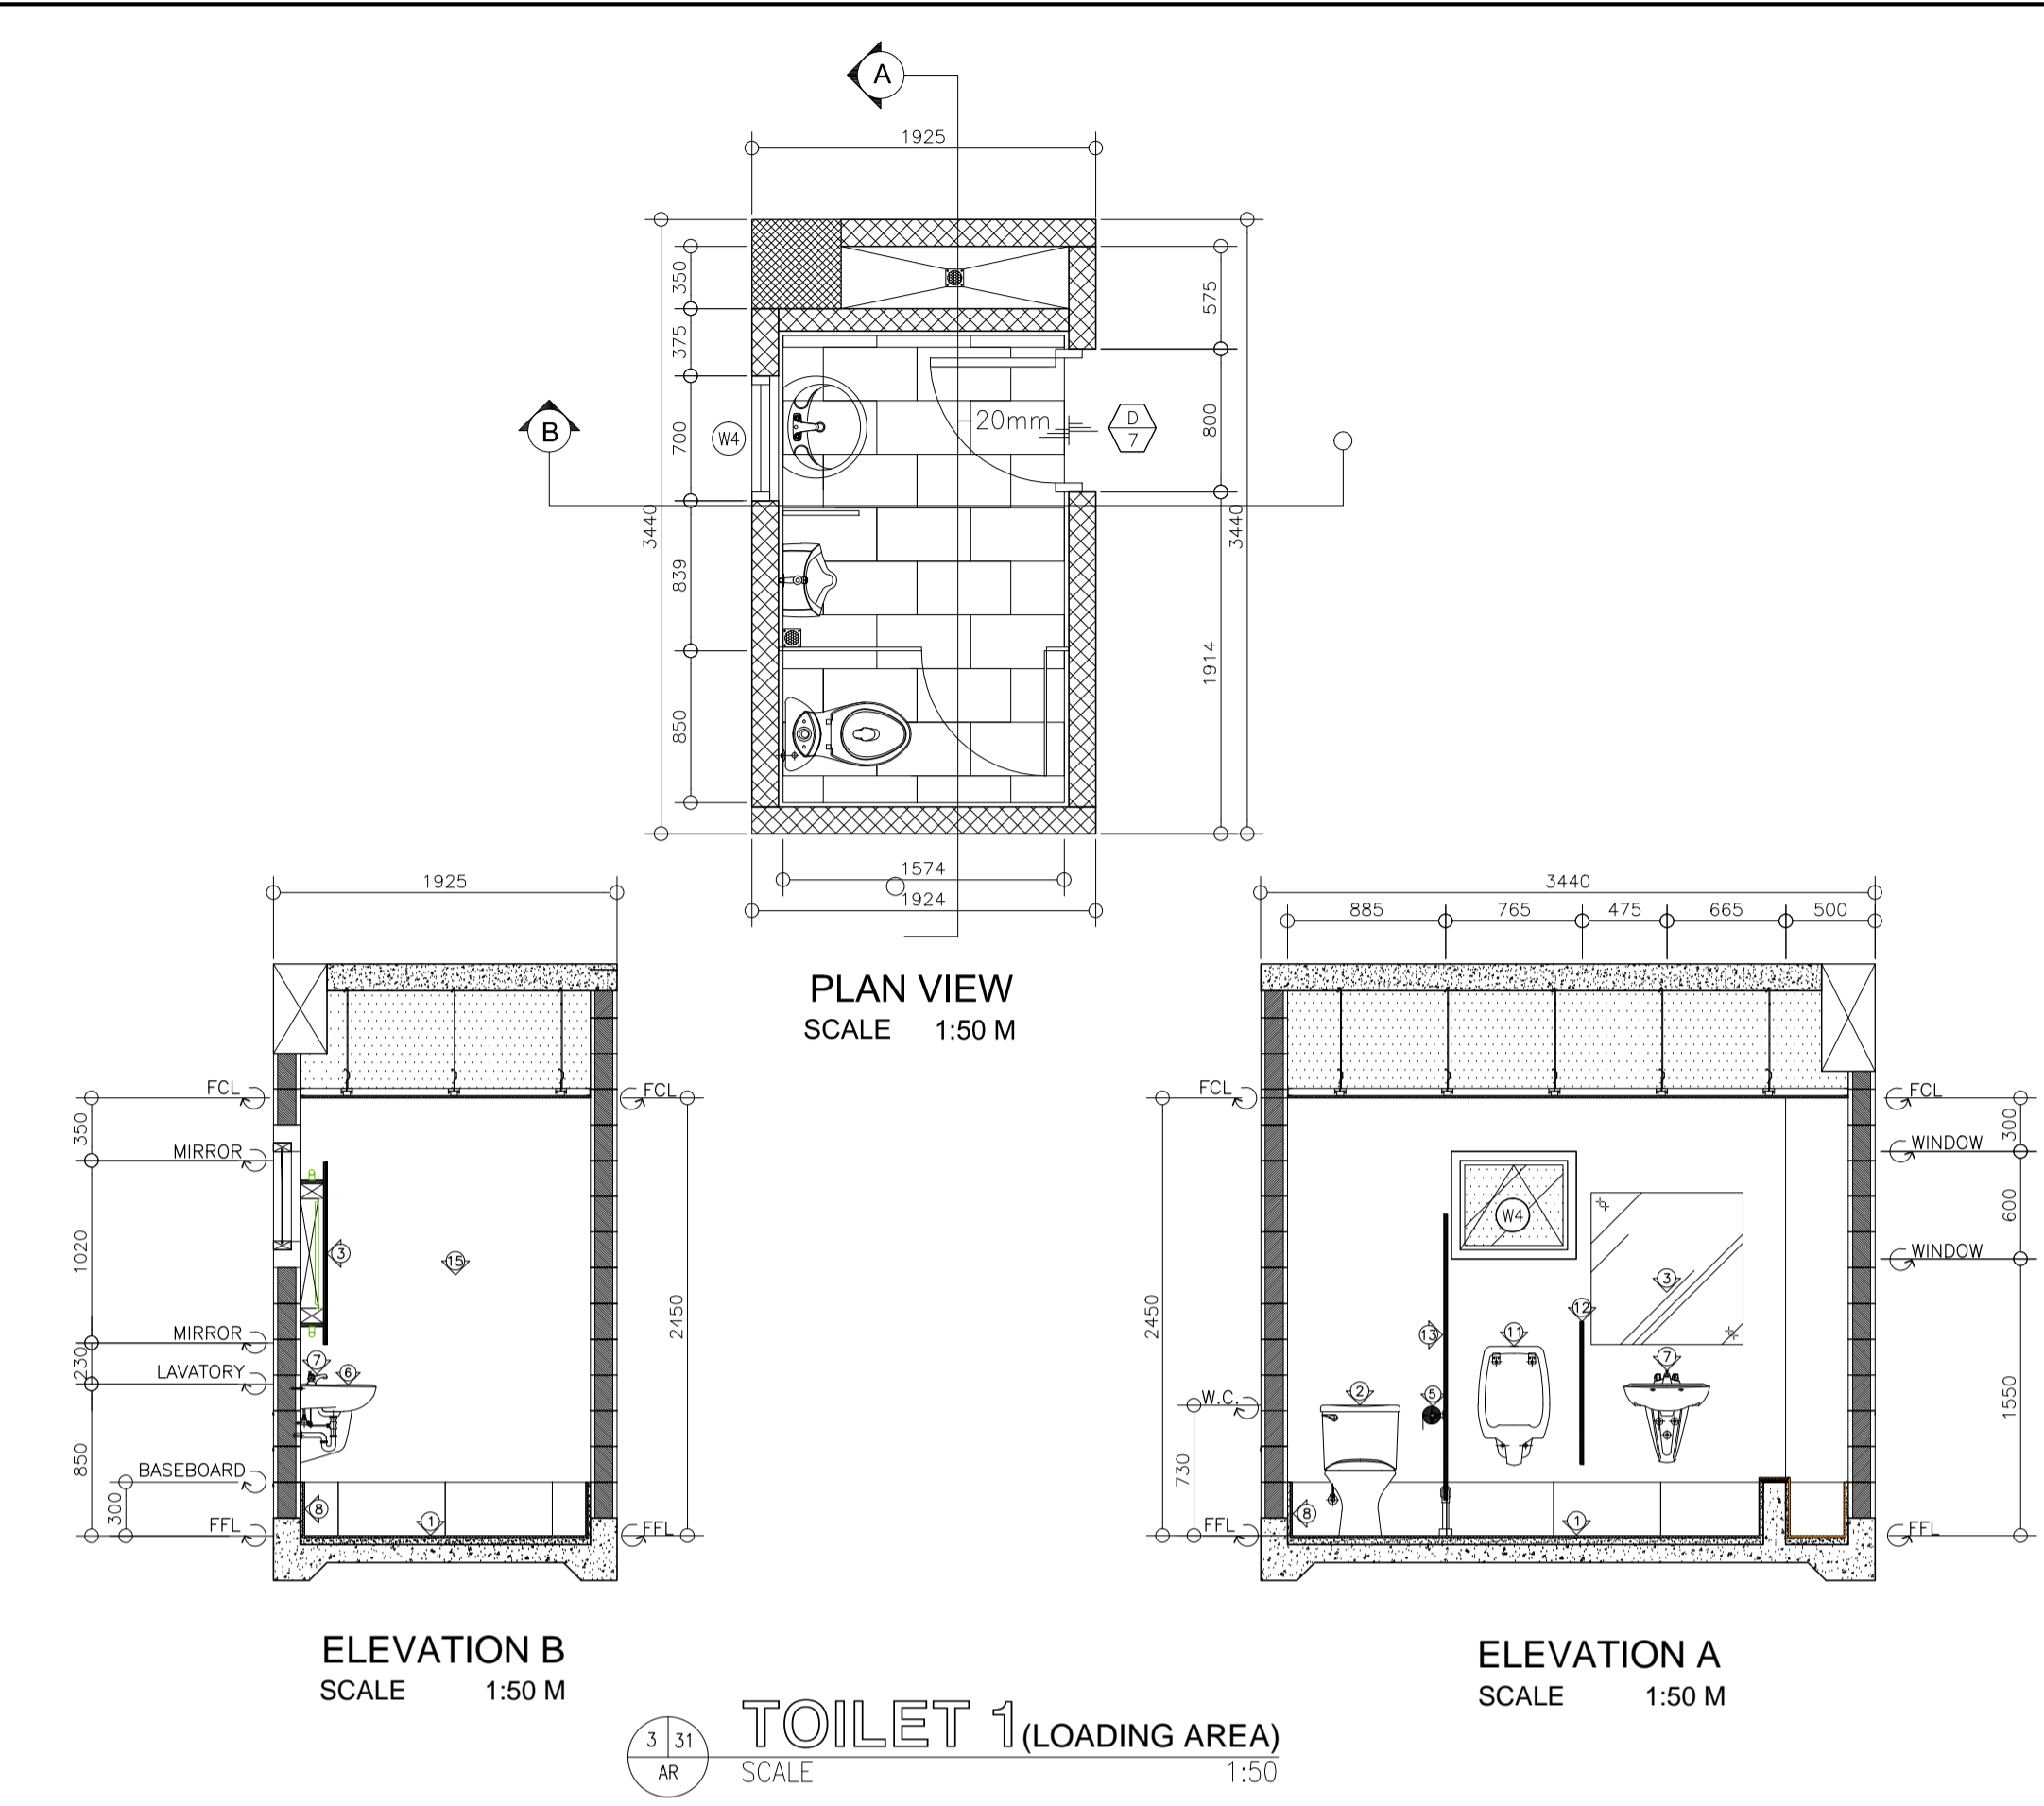 A
1925
350
375
700
839
850
3440
575
800
1914
3440
B
W4
20mm
D
7
1574
1924
PLAN VIEW
SCALE 1:50 M
1925
FCL
FCL
MIRROR
MIRROR
LAVATORY
BASEBOARD
FFL
FFL
350
1020
230
850
300
2450
3
15
7
6
8
1
ELEVATION B
SCALE 1:50 M
3440
885
765
475
665
500
FCL
FCL
WINDOW
WINDOW
W.C.
FFL
FFL
2450
730
300
600
1550
W4
3
12
13
11
7
2
5
8
1
ELEVATION A
SCALE 1:50 M
3 31
AR
TOILET 1 (LOADING AREA)
SCALE 1:50